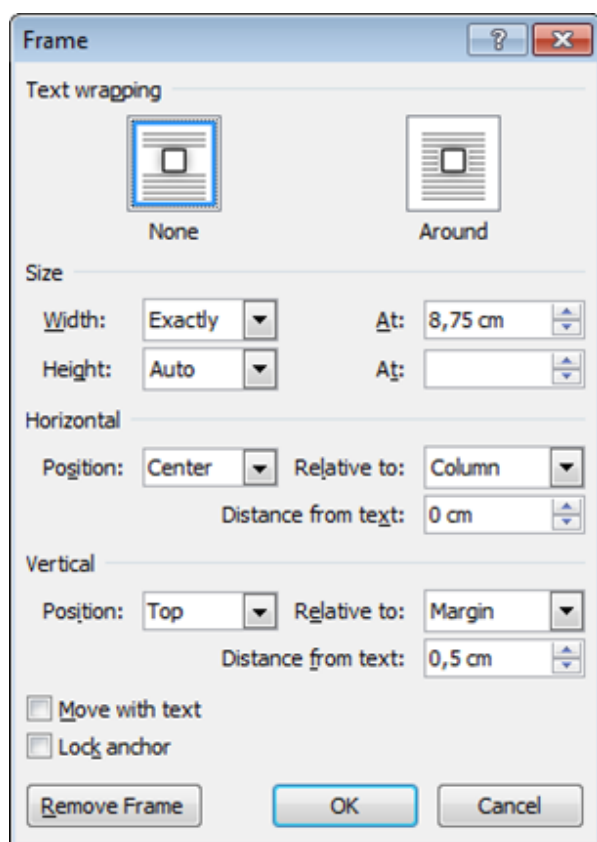 Frame
Text wrapping
None Around
Size
Width: Exactly At: 8,75 cm
Height: Auto At:
Horizontal
Position: Center Relative to: Column
Distance from text: 0 cm
Vertical
Position: Top Relative to: Margin
Distance from text: 0,5 cm
Move with text
Lock anchor
Remove Frame OK Cancel